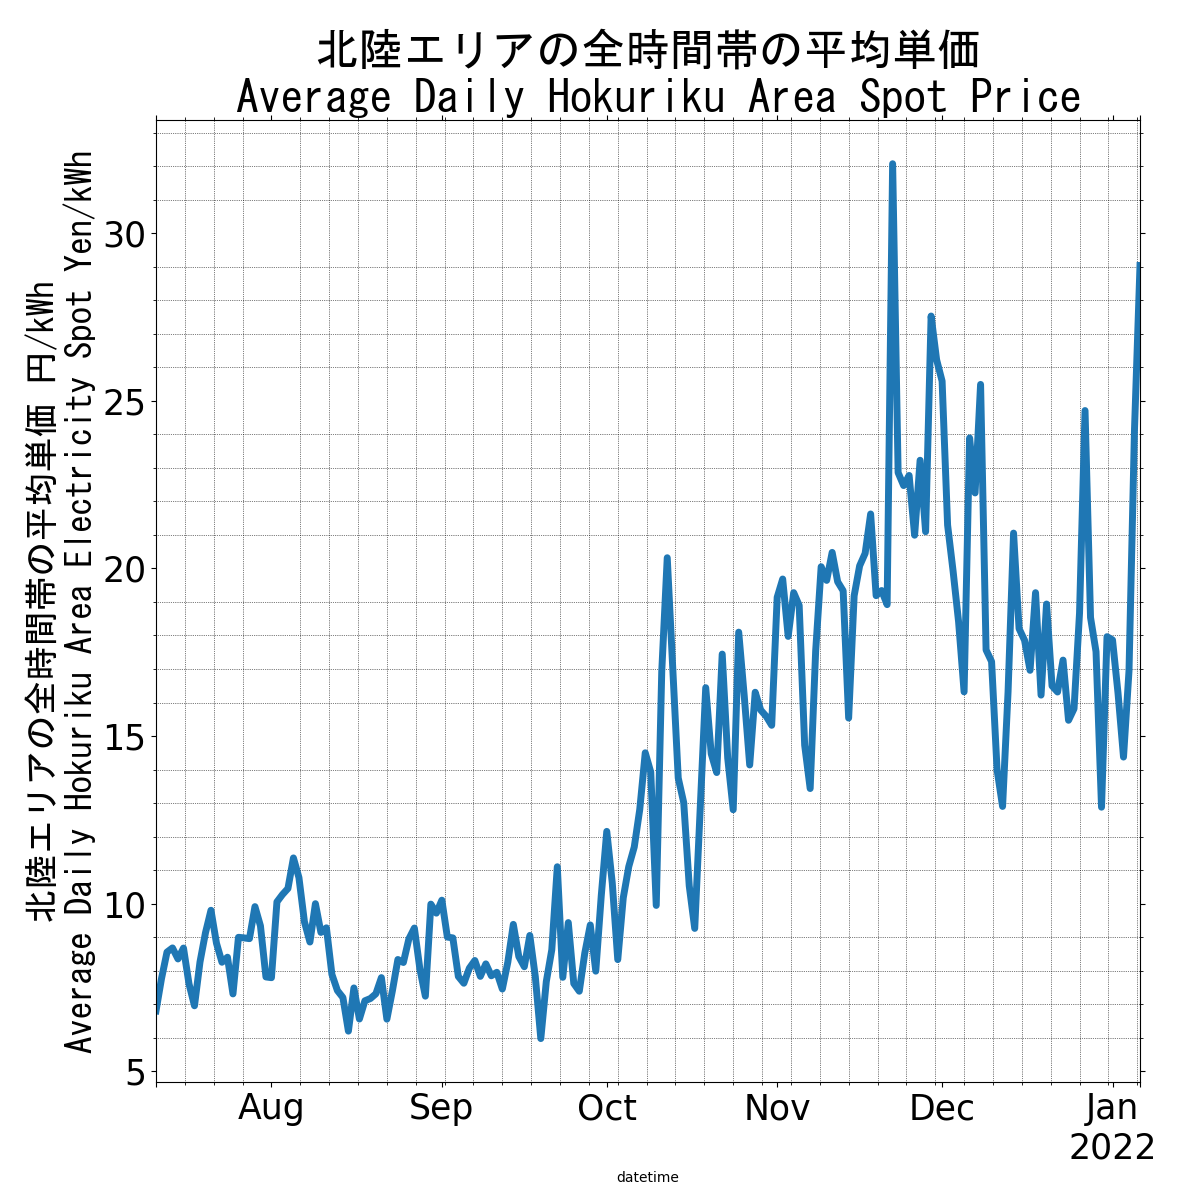 北陸エリアの全時間帯の平均単価
Average Daily Hokuriku Area Spot Price
北陸エリアの全時間帯の平均単価 円/kWh
Average Daily Hokuriku Area Electricity Spot Yen/kWh
30
25
20
15
10
5
Aug
Sep
Oct
Nov
Dec
Jan
2022
datetime